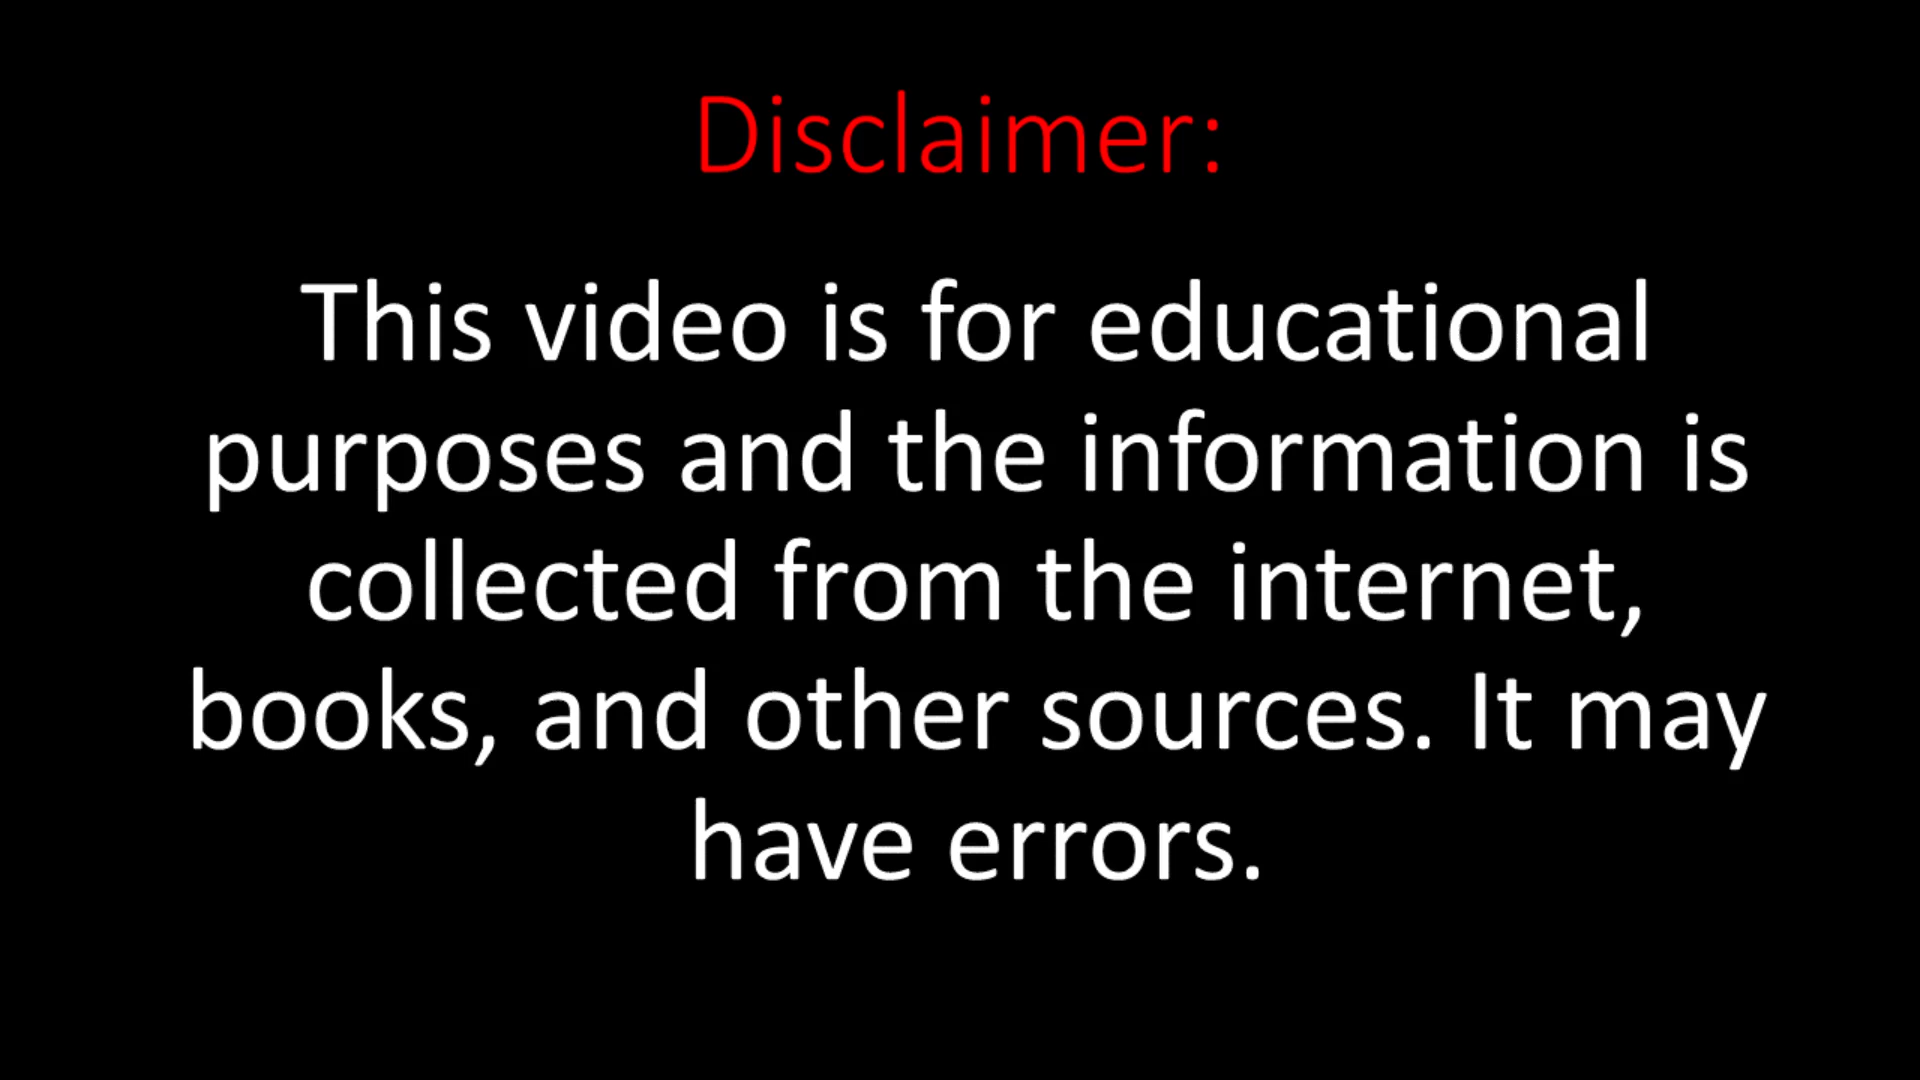 Disclaimer:
This video is for educational
purposes and the information is
collected from the internet,
books, and other sources. It may
have errors.